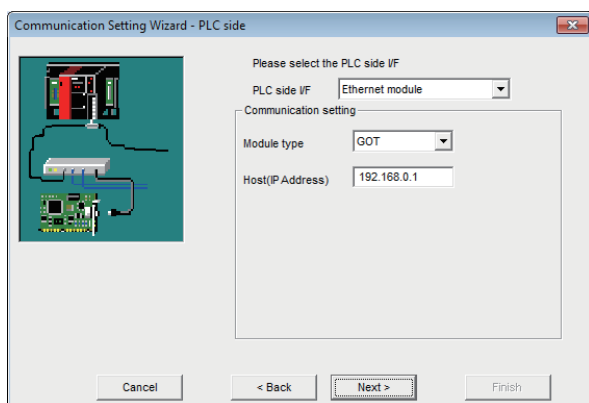 Communication Setting Wizard - PLC side
Please select the PLC side I/F
PLC side I/F Ethernet module
Communication setting
Module type GOT
Host(IP Address) 192.168.0.1
Cancel < Back Next > Finish